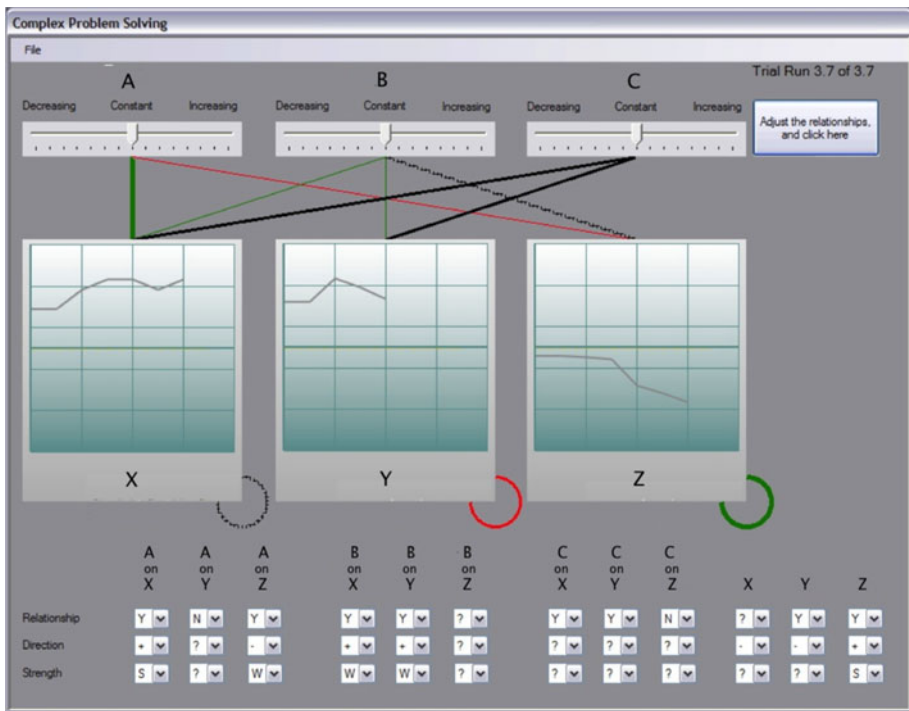 Complex Problem Solving
File
Trial Run 3.7 of 3.7
A B C
Decreasing Constant Increasing Decreasing Constant Increasing Decreasing Constant Increasing
Adjust the relationships,
and click here
X Y Z
A A A B B B C C C
on on on on on on on on on
X Y Z X Y Z X Y Z X Y Z
Relationship Y N Y Y Y ? Y Y N ? Y Y
Direction + ? - + + ? ? ? ? - - +
Strength S ? W W W ? ? ? ? ? ? S